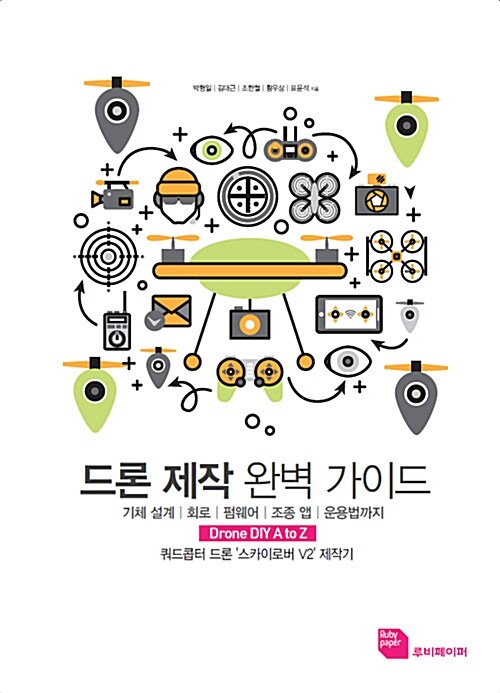 박형일 | 김대근 | 조한철 | 황우상 | 표윤석 지음
드론 제작 완벽 가이드
기체 설계 | 회로 | 펌웨어 | 조종 앱 | 운용법까지
Drone DIY A to Z
쿼드콥터 드론 '스카이로버 V2' 제작기
Ruby
paper
루비페이퍼